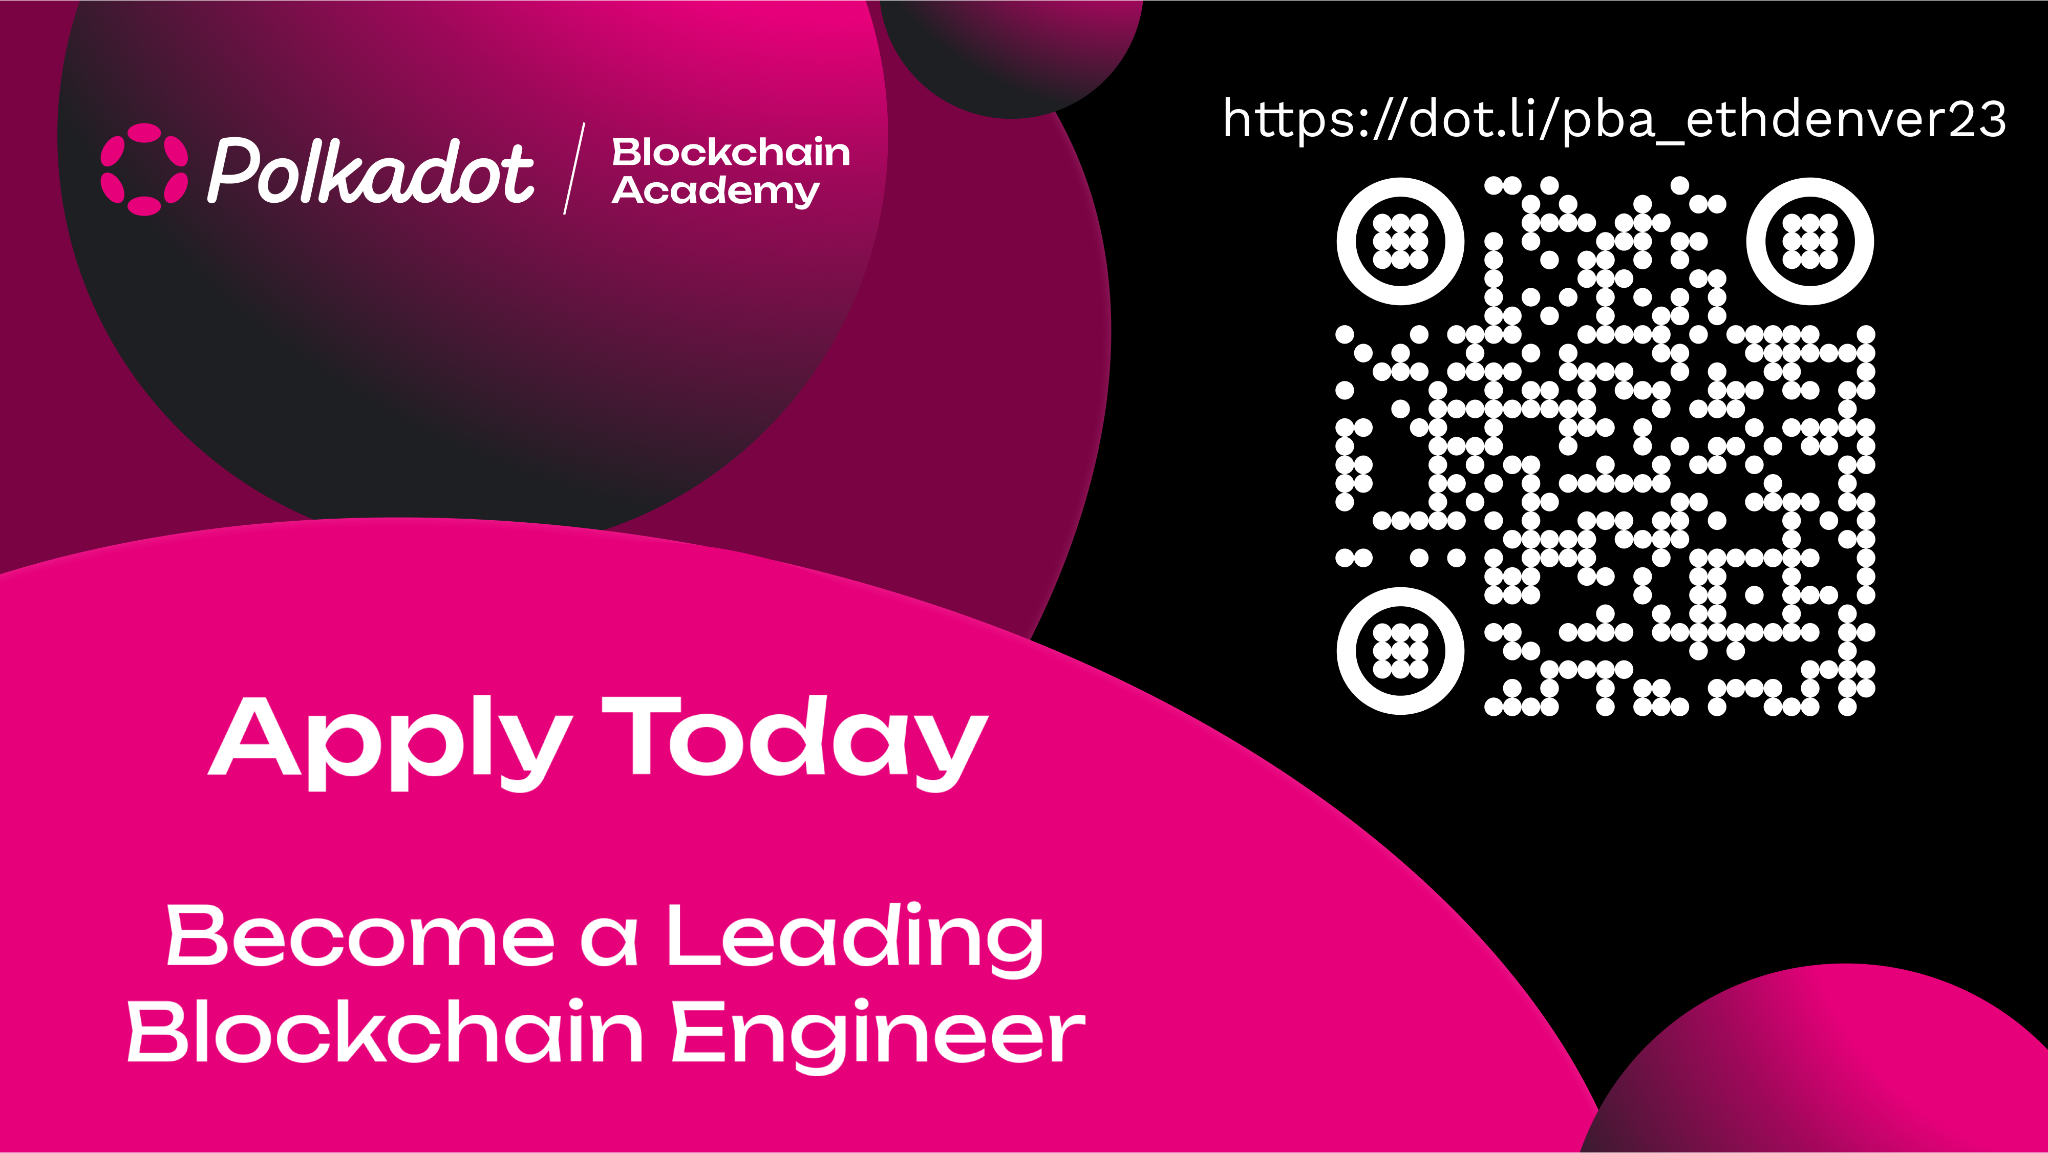 Polkadot
Blockchain
Academy
https://dot.li/pba_ethdenver23
Apply Today
Become a Leading
Blockchain Engineer